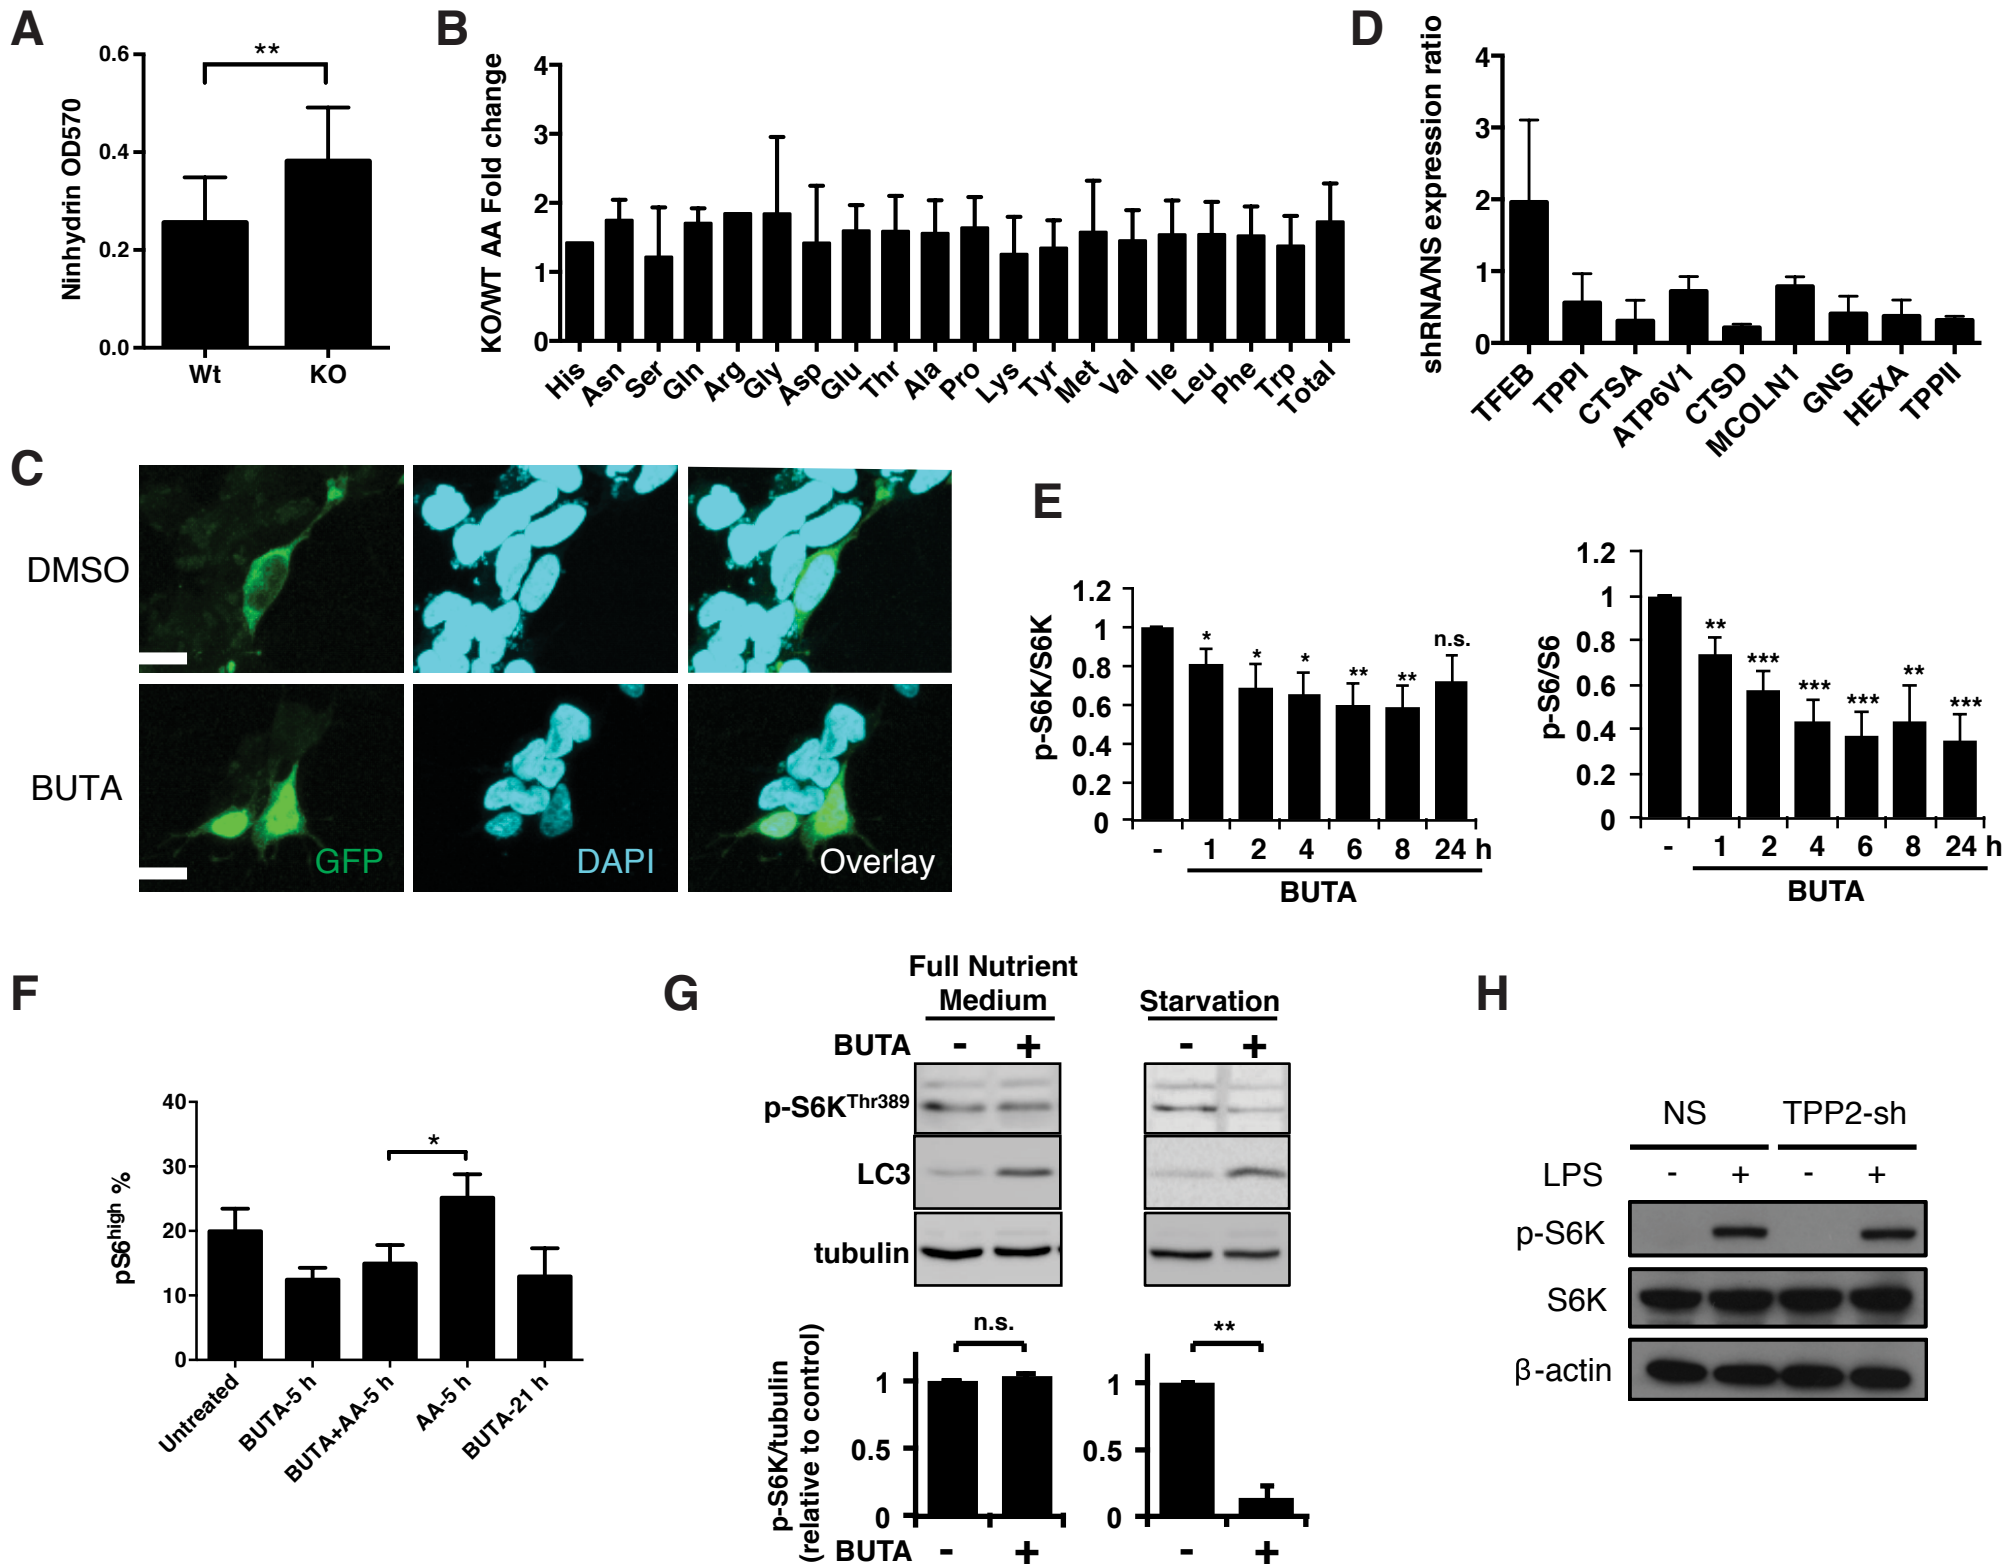 A
Ninhydrin OD570
0.6
0.4
0.2
0.0
**
Wt
KO
B
KO/WT AA Fold change
4
3
2
1
0
His
Asn
Ser
Gln
Arg
Gly
Asp
Glu
Thr
Ala
Pro
Lys
Tyr
Met
Val
Ile
Leu
Phe
Trp
Total
D
shRNA/NS expression ratio
4
3
2
1
0
TFEB
TPPI
CTSA
ATP6V1
CTSD
MCOLN1
GNS
HEXA
TPPII
C
DMSO
BUTA
GFP
DAPI
Overlay
E
p-S6K/S6K
1.2
1
0.8
0.6
0.4
0.2
0
*
*
*
**
**
n.s.
- 1 2 4 6 8 24 h
BUTA
p-S6/S6
1.2
1
0.8
0.6
0.4
0.2
0
**
***
***
***
**
***
- 1 2 4 6 8 24 h
BUTA
F
pS6high %
40
30
20
10
0
*
Untreated
BUTA-5 h
BUTA+AA-5 h
AA-5 h
BUTA-21 h
G
Full Nutrient
Medium
Starvation
BUTA - + - +
p-S6KThr389
LC3
tubulin
p-S6K/tubulin
(relative to control)
1
0.5
0
n.s.
1
0.5
0
**
BUTA - + - +
H
NS TPP2-sh
LPS - + - +
p-S6K
S6K
β-actin